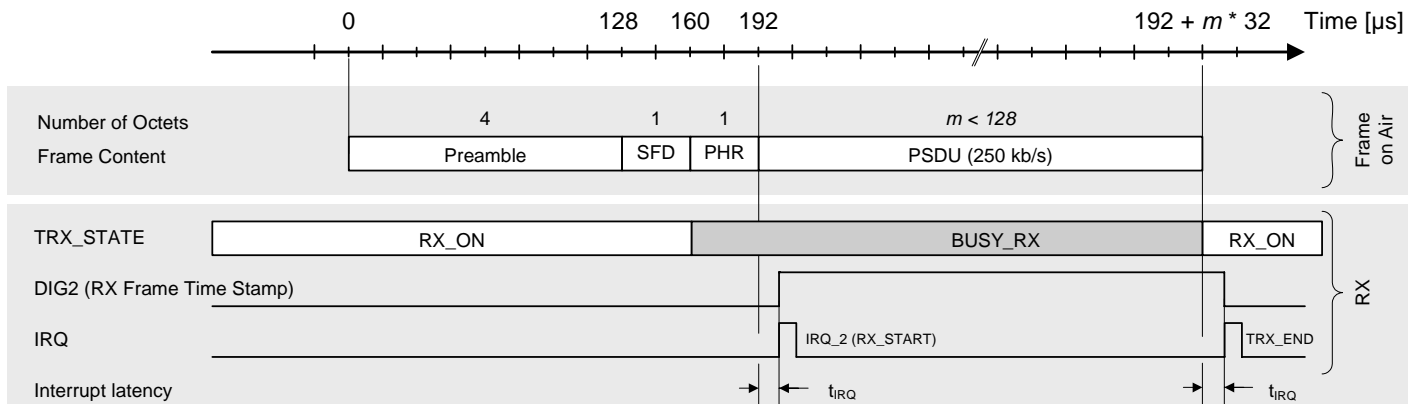 0 128 160 192 192 + m * 32 Time [µs]
Number of Octets 4 1 1 m < 128
Frame Content Preamble SFD PHR PSDU (250 kb/s)
Frame on Air
TRX_STATE RX_ON BUSY_RX RX_ON
DIG2 (RX Frame Time Stamp)
IRQ IRQ_2 (RX_START) TRX_END
RX
Interrupt latency tIRQ tIRQ